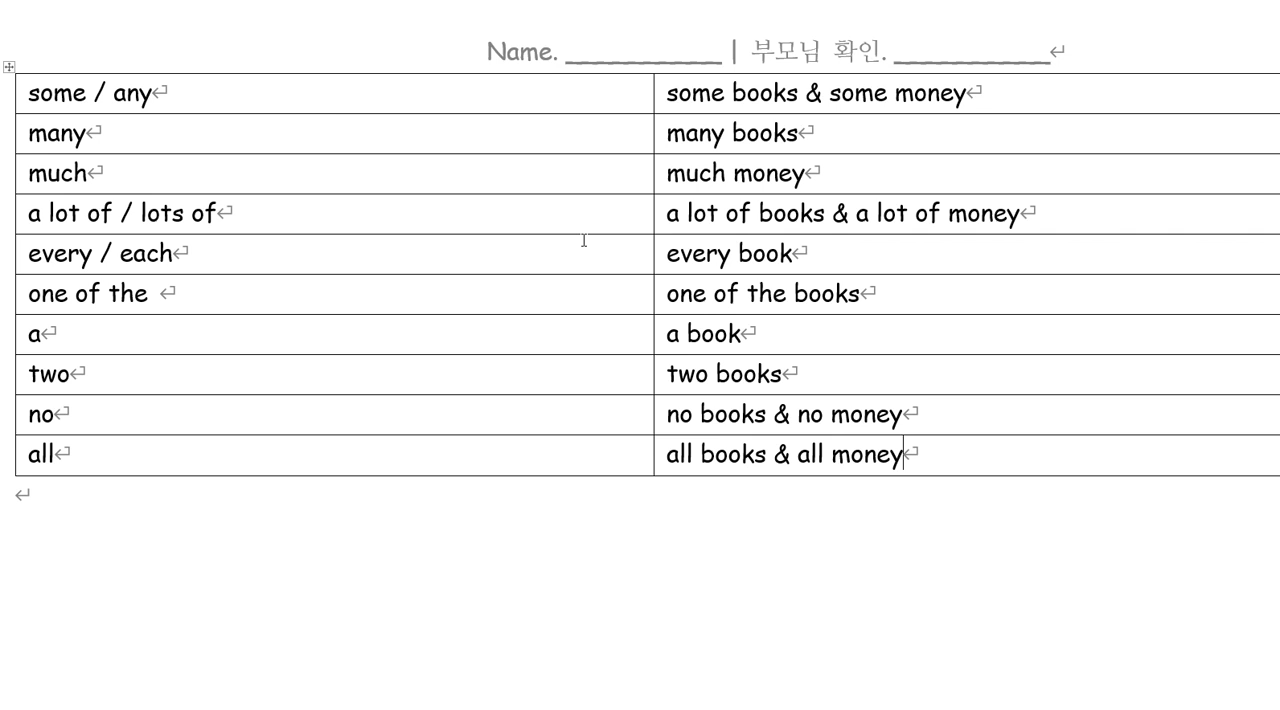 Name. __________ | 부모님 확인. __________
some / any
some books & some money
many
many books
much
much money
a lot of / lots of
a lot of books & a lot of money
every / each
every book
one of the
one of the books
a
a book
two
two books
no
no books & no money
all
all books & all money